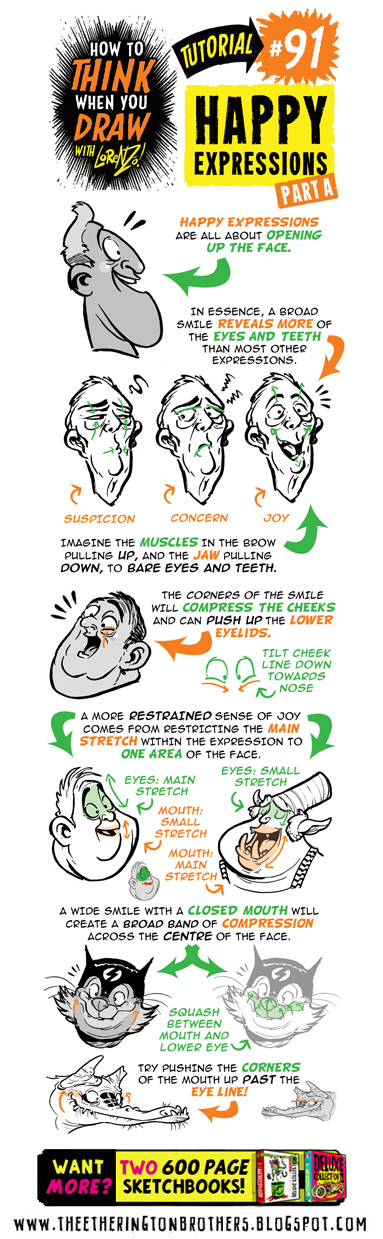 HOW TO
THINK
WHEN YOU
DRAW
WITH LORENZO!
TUTORIAL
#91
HAPPY
EXPRESSIONS
PART A
HAPPY EXPRESSIONS
ARE ALL ABOUT OPENING
UP THE FACE.
IN ESSENCE, A BROAD
SMILE REVEALS MORE OF
THE EYES AND TEETH
THAN MOST OTHER
EXPRESSIONS.
SUSPICION
CONCERN
JOY
IMAGINE THE MUSCLES IN THE BROW
PULLING UP, AND THE JAW PULLING
DOWN, TO BARE EYES AND TEETH.
THE CORNERS OF THE SMILE
WILL COMPRESS THE CHEEKS
AND CAN PUSH UP THE LOWER
EYELIDS.
TILT CHEEK
LINE DOWN
TOWARDS
NOSE
A MORE RESTRAINED SENSE OF JOY
COMES FROM RESTRICTING THE MAIN
STRETCH WITHIN THE EXPRESSION TO
ONE AREA OF THE FACE.
EYES: MAIN
STRETCH
EYES: SMALL
STRETCH
MOUTH:
SMALL
STRETCH
MOUTH:
MAIN
STRETCH
A WIDE SMILE WITH A CLOSED MOUTH WILL
CREATE A BROAD BAND OF COMPRESSION
ACROSS THE CENTRE OF THE FACE.
SQUASH
BETWEEN
MOUTH AND
LOWER EYE
TRY PUSHING THE CORNERS
OF THE MOUTH UP PAST THE
EYE LINE!
WANT
MORE?
TWO 600 PAGE
SKETCHBOOKS!
DELUXE
WWW.THEETHERINGTONBROTHERS.BLOGSPOT.COM